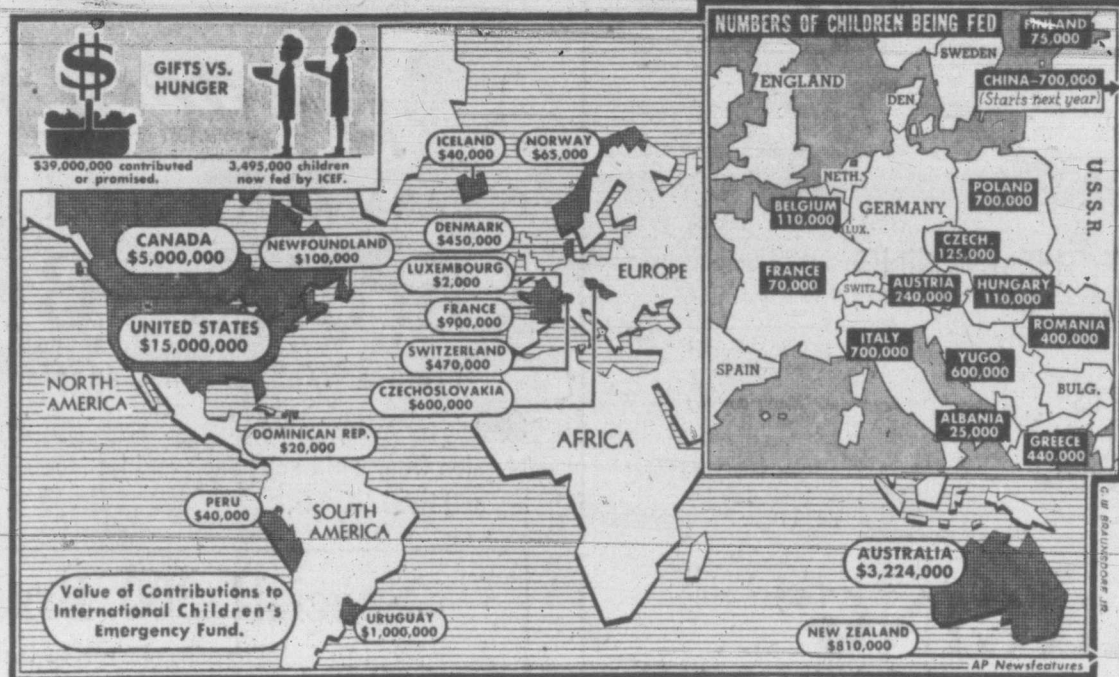 GIFTS VS.
HUNGER
$39,000,000 contributed
or promised.
3,495,000 children
now fed by ICEF.
CANADA
$5,000,000
NEWFOUNDLAND
$100,000
UNITED STATES
$15,000,000
NORTH
AMERICA
DOMINICAN REP.
$20,000
PERU
$40,000
SOUTH
AMERICA
URUGUAY
$1,000,000
Value of Contributions to
International Children's
Emergency Fund.
ICELAND
$40,000
NORWAY
$65,000
DENMARK
$450,000
LUXEMBOURG
$2,000
FRANCE
$900,000
SWITZERLAND
$470,000
CZECHOSLOVAKIA
$600,000
EUROPE
AFRICA
AUSTRALIA
$3,224,000
NEW ZEALAND
$810,000
AP Newsfeatures
C. W. BRAUNSDORF JR
NUMBERS OF CHILDREN BEING FED
FINLAND
75,000
SWEDEN
ENGLAND
CHINA–700,000
(Starts next year)
DEN.
NETH.
BELGIUM
110,000
LUX.
GERMANY
POLAND
700,000
U.S.S.R.
CZECH.
125,000
FRANCE
70,000
SWITZ.
AUSTRIA
240,000
HUNGARY
110,000
ROMANIA
400,000
ITALY
700,000
YUGO.
600,000
SPAIN
BULG.
ALBANIA
25,000
GREECE
440,000